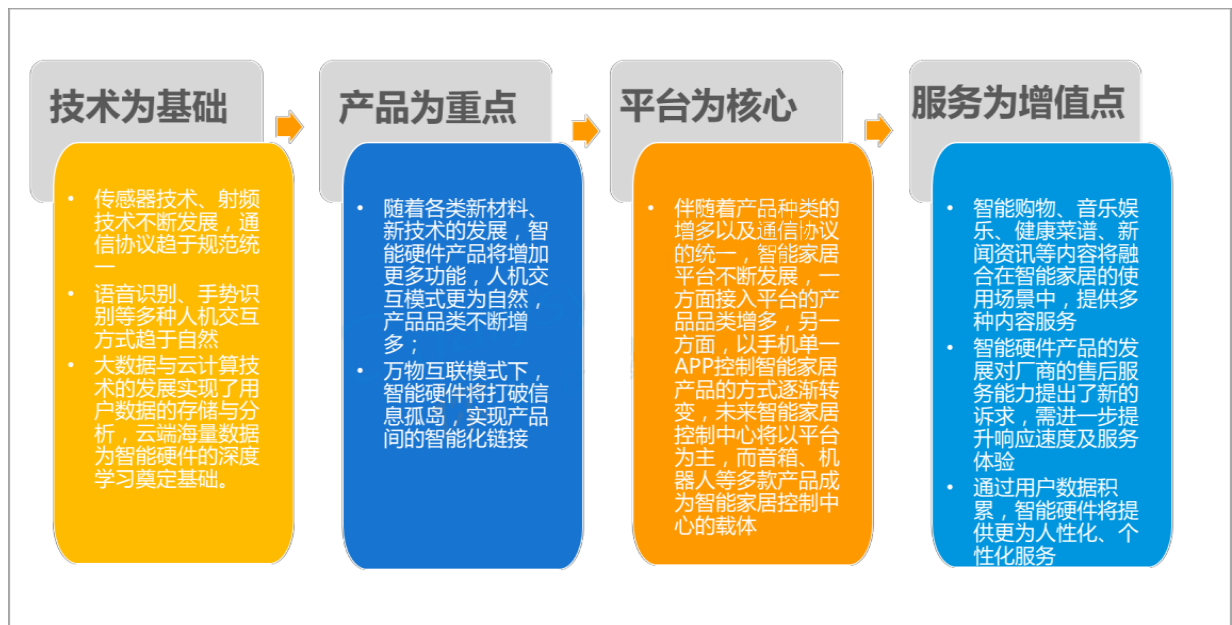 技术为基础
• 传感器技术、射频
技术不断发展，通
信协议趋于规范统
一
• 语音识别、手势识
别等多种人机交互
方式趋于自然
• 大数据与云计算技
术的发展实现了用
户数据的存储与分
析，云端海量数据
为智能硬件的深度
学习奠定基础。
产品为重点
• 随着各类新材料、
新技术的发展，智
能硬件产品将增加
更多功能，人机交
互模式更为自然，
产品品类不断增
多；
• 万物互联模式下，
智能硬件将打破信
息孤岛，实现产品
间的智能化链接
平台为核心
• 伴随着产品种类的
增多以及通信协议
的统一，智能家居
平台不断发展，一
方面接入平台的产
品品类增多，另一
方面，以手机单一
APP控制智能家居
产品的方式逐渐转
变，未来智能家居
控制中心将以平台
为主，而音箱、机
器人等多款产品成
为智能家居控制中
心的载体
服务为增值点
• 智能购物、音乐娱
乐、健康菜谱、新
闻资讯等内容将融
合在智能家居的使
用场景中，提供多
种内容服务
• 智能硬件产品的发
展对厂商的售后服
务能力提出了新的
诉求，需进一步提
升响应速度及服务
体验
• 通过用户数据积
累，智能硬件将提
供更为人性化、个
性化服务